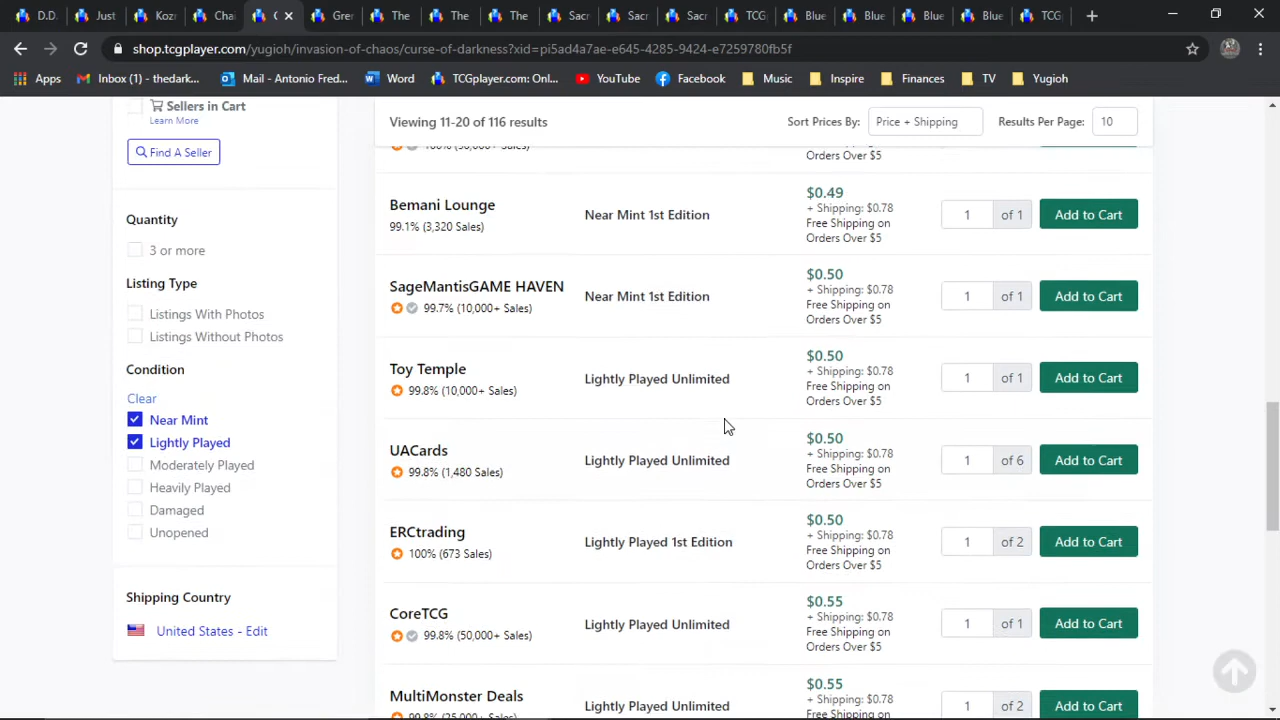 D.D.
Just
Kozn
Cha
C
Gre
The
The
The
Sacr
Sacr
Sacr
TCG
Blue
Blue
Blue
Blue
TCG
shop.tcgplayer.com/yugioh/invasion-of-chaos/curse-of-darkness?xid=pi5ad4a7ae-e645-4285-9424-e7259780fb5f
Apps
Inbox (1) - thedark...
Mail - Antonio Fred...
Word
TCGplayer.com: Onl...
YouTube
Facebook
Music
Inspire
Finances
TV
Yugioh
Sellers in Cart
Learn More
Find A Seller
Quantity
3 or more
Listing Type
Listings With Photos
Listings Without Photos
Condition
Clear
Near Mint
Lightly Played
Moderately Played
Heavily Played
Damaged
Unopened
Shipping Country
United States - Edit
Viewing 11-20 of 116 results
Sort Prices By:
Price + Shipping
Results Per Page:
10
Orders Over $5
Bemani Lounge
99.1% (3,320 Sales)
Near Mint 1st Edition
$0.49
+ Shipping: $0.78
Free Shipping on
Orders Over $5
1
of 1
Add to Cart
SageMantisGAME HAVEN
99.7% (10,000+ Sales)
Near Mint 1st Edition
$0.50
+ Shipping: $0.78
Free Shipping on
Orders Over $5
1
of 1
Add to Cart
Toy Temple
99.8% (10,000+ Sales)
Lightly Played Unlimited
$0.50
+ Shipping: $0.78
Free Shipping on
Orders Over $5
1
of 1
Add to Cart
UACards
99.8% (1,480 Sales)
Lightly Played Unlimited
$0.50
+ Shipping: $0.78
Free Shipping on
Orders Over $5
1
of 6
Add to Cart
ERCtrading
100% (673 Sales)
Lightly Played 1st Edition
$0.50
+ Shipping: $0.78
Free Shipping on
Orders Over $5
1
of 2
Add to Cart
CoreTCG
99.8% (50,000+ Sales)
Lightly Played Unlimited
$0.55
+ Shipping: $0.78
Free Shipping on
Orders Over $5
1
of 1
Add to Cart
MultiMonster Deals
99.8% (25,000+ Sales)
Lightly Played Unlimited
$0.55
+ Shipping: $0.78
Free Shipping on
1
of 2
Add to Cart